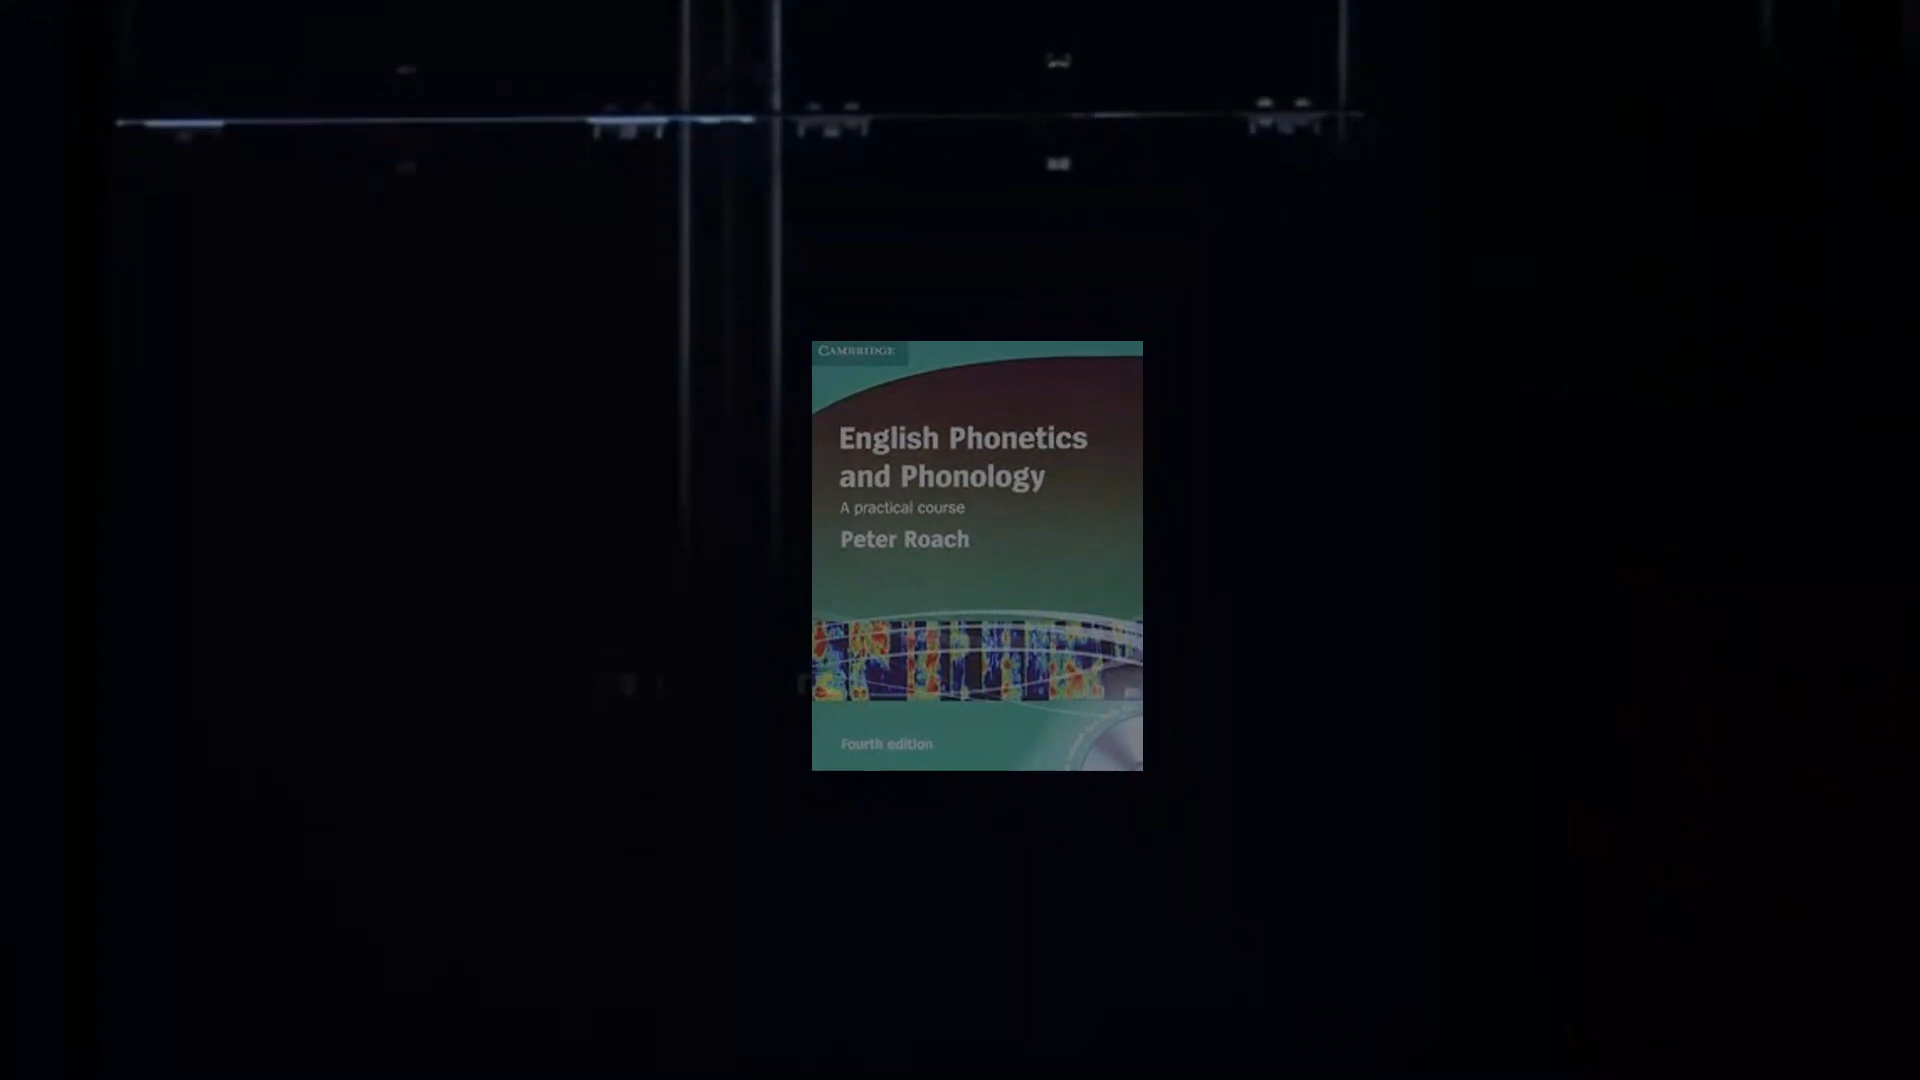 CAMBRIDGE
English Phonetics
and Phonology
A practical course
Peter Roach
Fourth edition